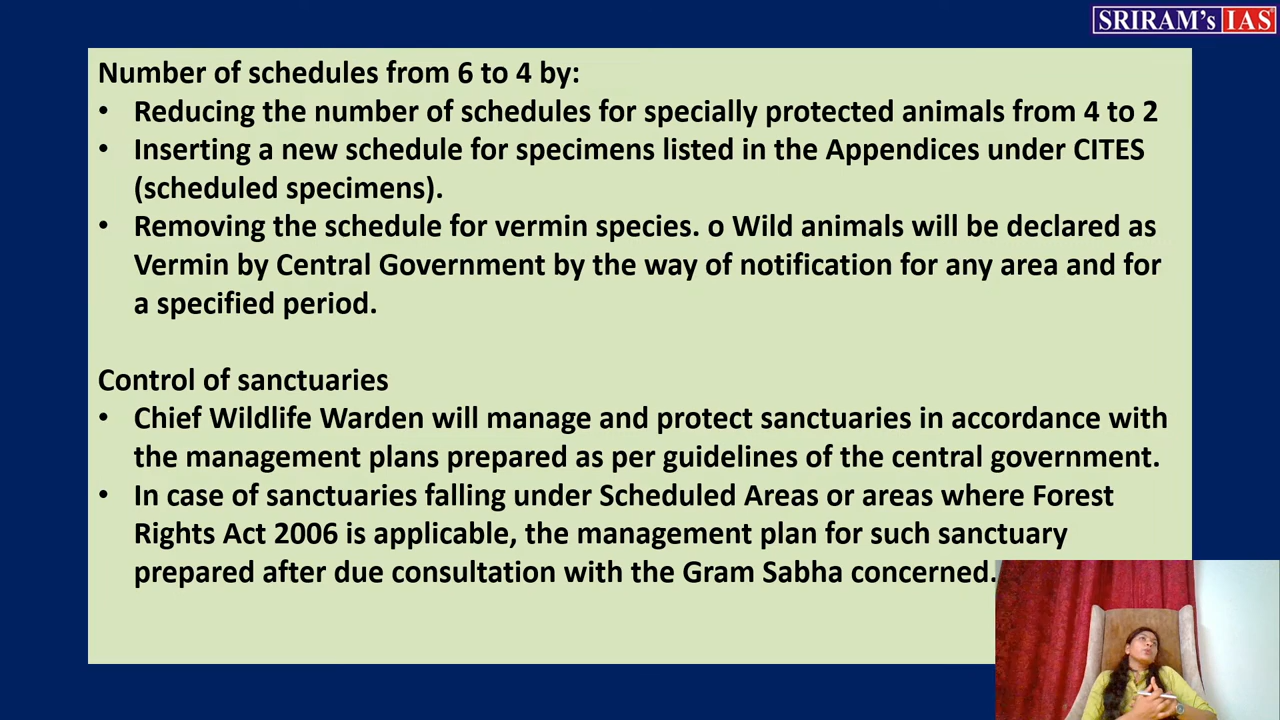 SRIRAM's IAS
Number of schedules from 6 to 4 by:
• Reducing the number of schedules for specially protected animals from 4 to 2
• Inserting a new schedule for specimens listed in the Appendices under CITES
(scheduled specimens).
• Removing the schedule for vermin species. o Wild animals will be declared as
Vermin by Central Government by the way of notification for any area and for
a specified period.
Control of sanctuaries
• Chief Wildlife Warden will manage and protect sanctuaries in accordance with
the management plans prepared as per guidelines of the central government.
• In case of sanctuaries falling under Scheduled Areas or areas where Forest
Rights Act 2006 is applicable, the management plan for such sanctuary
prepared after due consultation with the Gram Sabha concerned.